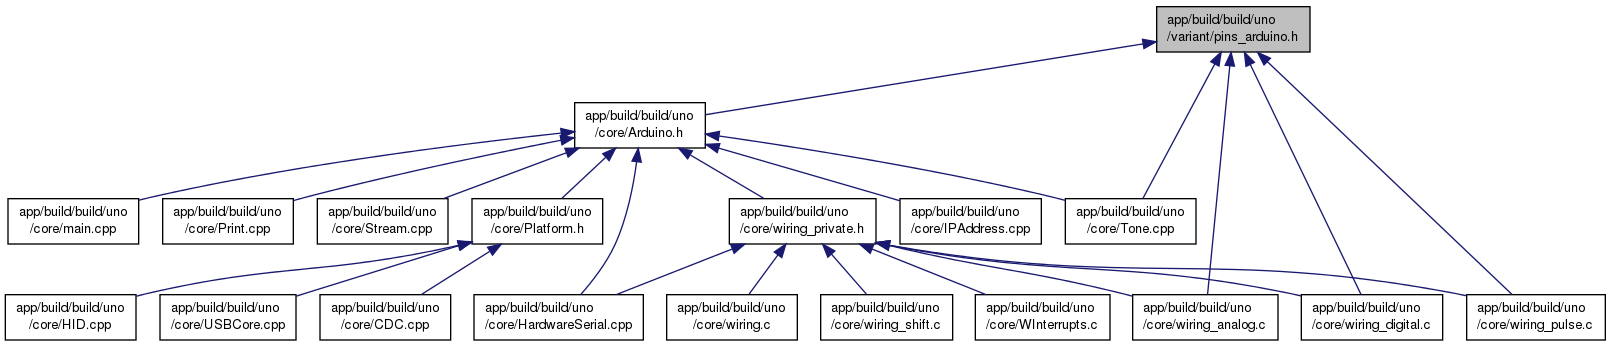 app/build/build/uno
/variant/pins_arduino.h
app/build/build/uno
/core/Arduino.h
app/build/build/uno
/core/main.cpp
app/build/build/uno
/core/Print.cpp
app/build/build/uno
/core/Stream.cpp
app/build/build/uno
/core/Platform.h
app/build/build/uno
/core/wiring_private.h
app/build/build/uno
/core/IPAddress.cpp
app/build/build/uno
/core/Tone.cpp
app/build/build/uno
/core/HID.cpp
app/build/build/uno
/core/USBCore.cpp
app/build/build/uno
/core/CDC.cpp
app/build/build/uno
/core/HardwareSerial.cpp
app/build/build/uno
/core/wiring.c
app/build/build/uno
/core/wiring_shift.c
app/build/build/uno
/core/WInterrupts.c
app/build/build/uno
/core/wiring_analog.c
app/build/build/uno
/core/wiring_digital.c
app/build/build/uno
/core/wiring_pulse.c